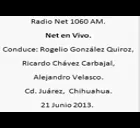 Radio Net 1060 AM.
Net en Vivo.
Conduce: Rogelio González Quiroz,
Ricardo Chávez Carbajal,
Alejandro Velasco.
Cd. Juárez, Chihuahua.
21 Junio 2013.